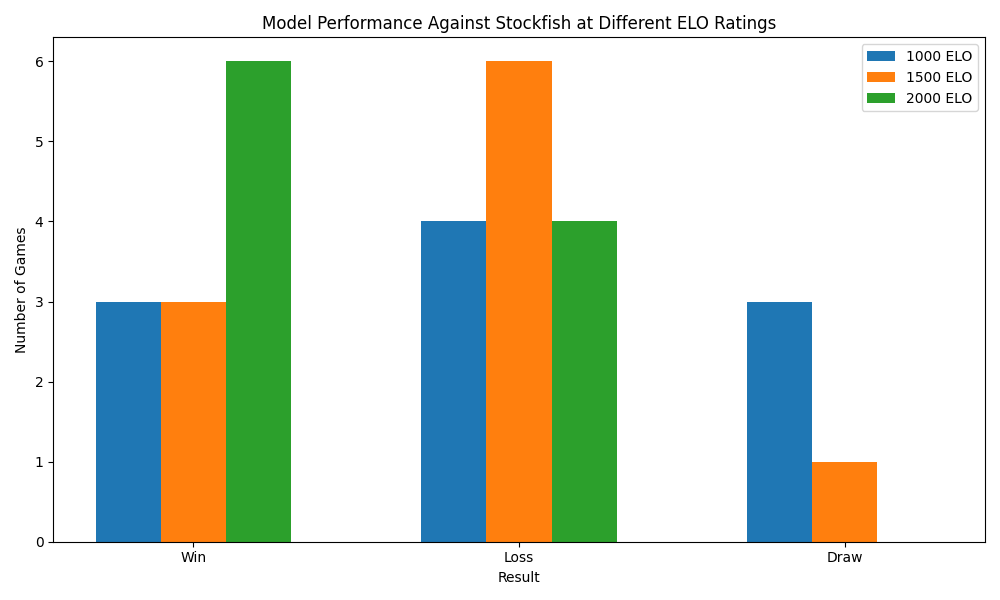 Model Performance Against Stockfish at Different ELO Ratings
1000 ELO
1500 ELO
2000 ELO
Number of Games
6
5
4
3
2
1
0
Win
Loss
Draw
Result